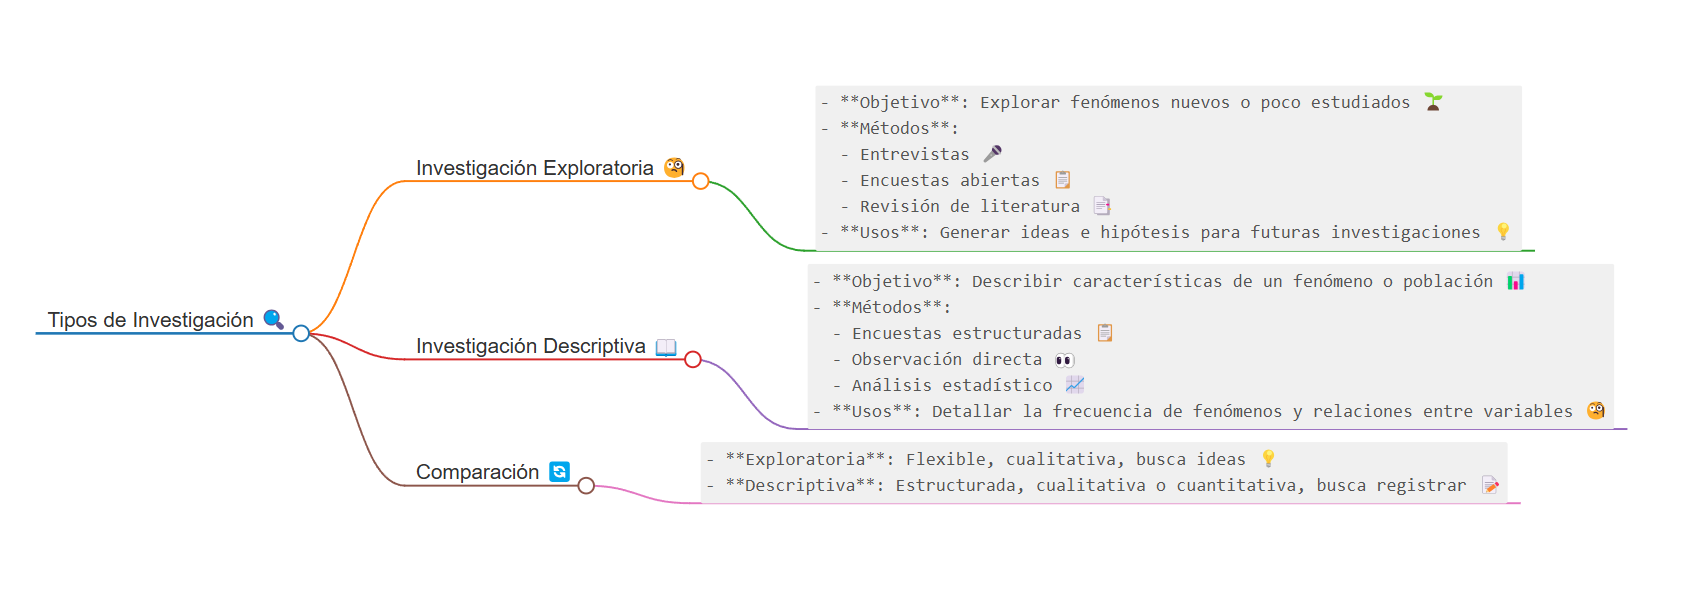 Tipos de Investigación 🔍
Investigación Exploratoria 🧐
- **Objetivo**: Explorar fenómenos nuevos o poco estudiados 🌱
- **Métodos**:
  - Entrevistas 🎤
  - Encuestas abiertas 📋
  - Revisión de literatura 📑
- **Usos**: Generar ideas e hipótesis para futuras investigaciones 💡
Investigación Descriptiva 📖
- **Objetivo**: Describir características de un fenómeno o población 📊
- **Métodos**:
  - Encuestas estructuradas 📋
  - Observación directa 👀
  - Análisis estadístico 📈
- **Usos**: Detallar la frecuencia de fenómenos y relaciones entre variables 🧐
Comparación 🔄
- **Exploratoria**: Flexible, cualitativa, busca ideas 💡
- **Descriptiva**: Estructurada, cualitativa o cuantitativa, busca registrar 📝